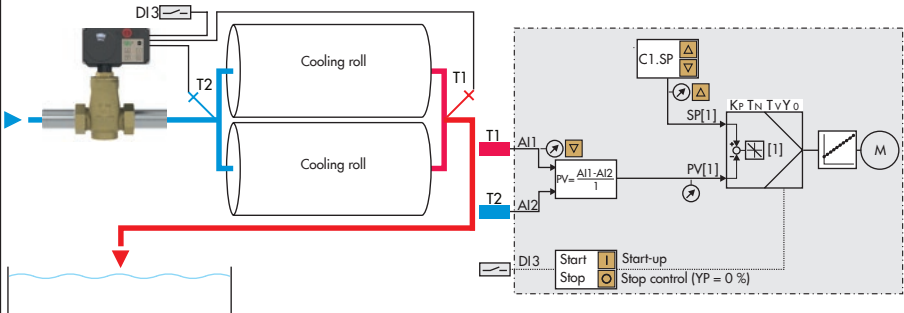 DI3
Cooling roll
T2
T1
Cooling roll
C1.SP
SP[1]
KP TN TV Y0
[1]
M
T1
AI1
PV= AI1-AI2
1
PV[1]
T2
AI2
DI3
Start
Start-up
Stop
Stop control (YP = 0 %)